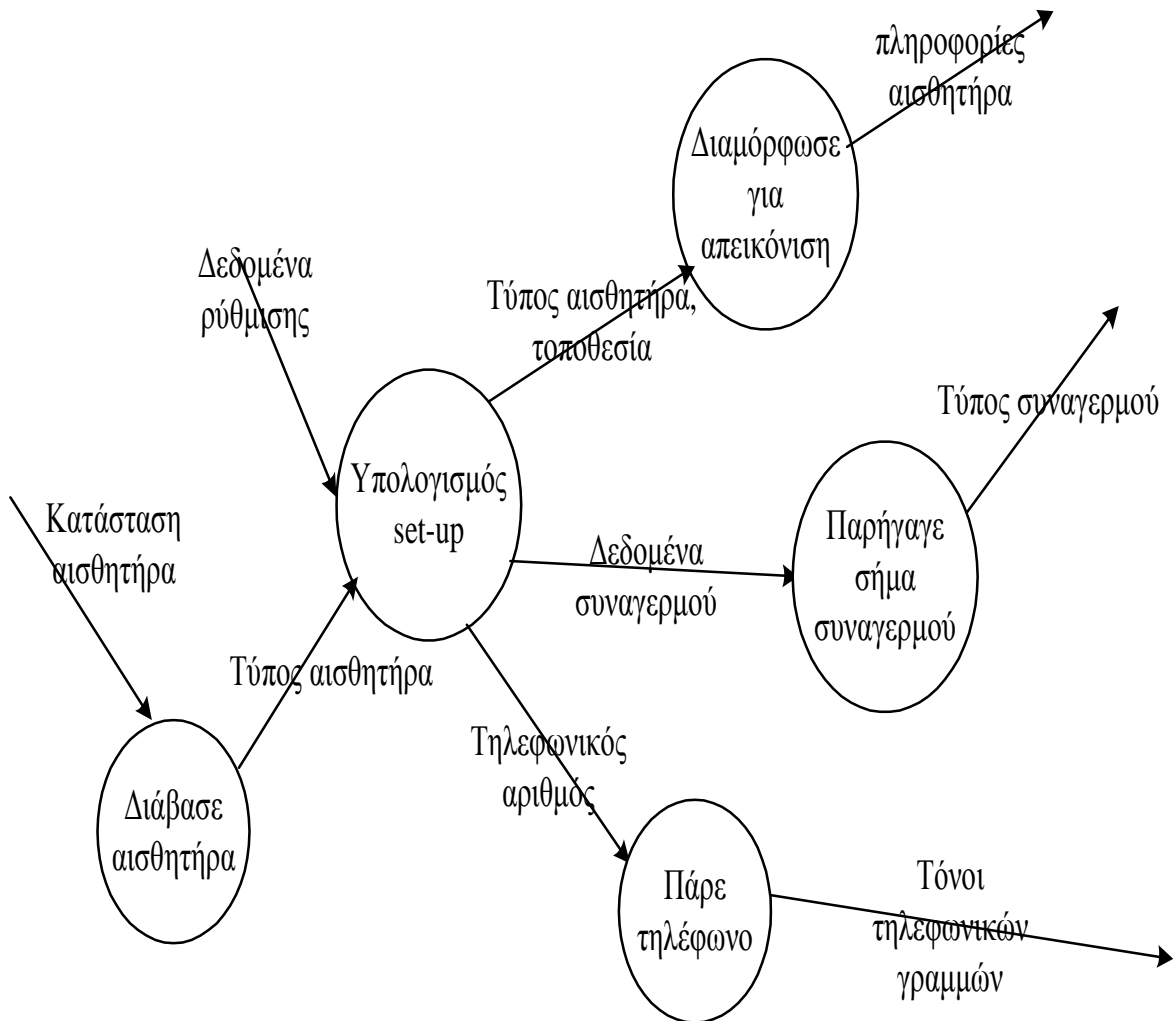 πληροφορίες
αισθητήρα
Διαμόρφωσε
για
απεικόνιση
Δεδομένα
ρύθμισης
Τύπος αισθητήρα,
τοποθεσία
Τύπος συναγερμού
Υπολογισμός
set-up
Κατάσταση
αισθητήρα
Δεδομένα
συναγερμού
Παρήγαγε
σήμα
συναγερμού
Τύπος αισθητήρα
Τηλεφωνικός
αριθμός
Διάβασε
αισθητήρα
Πάρε
τηλέφωνο
Τόνοι
τηλεφωνικών
γραμμών